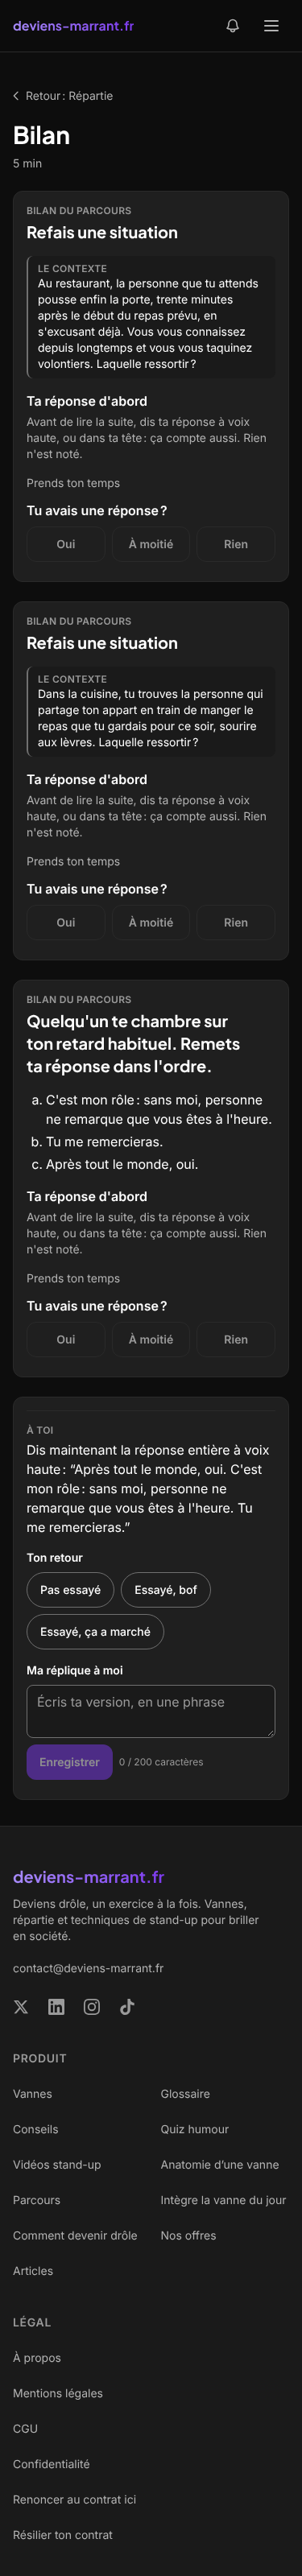 deviens-marrant.fr
Retour : Répartie
Bilan
5 min
BILAN DU PARCOURS
Refais une situation
LE CONTEXTE
Au restaurant, la personne que tu attends
pousse enfin la porte, trente minutes
après le début du repas prévu, en
s'excusant déjà. Vous vous connaissez
depuis longtemps et vous vous taquinez
volontiers. Laquelle ressortir ?
Ta réponse d'abord
Avant de lire la suite, dis ta réponse à voix
haute, ou dans ta tête : ça compte aussi. Rien
n'est noté.
Prends ton temps
Tu avais une réponse ?
Oui À moitié Rien
BILAN DU PARCOURS
Refais une situation
LE CONTEXTE
Dans la cuisine, tu trouves la personne qui
partage ton appart en train de manger le
repas que tu gardais pour ce soir, sourire
aux lèvres. Laquelle ressortir ?
Ta réponse d'abord
Avant de lire la suite, dis ta réponse à voix
haute, ou dans ta tête : ça compte aussi. Rien
n'est noté.
Prends ton temps
Tu avais une réponse ?
Oui À moitié Rien
BILAN DU PARCOURS
Quelqu'un te chambre sur
ton retard habituel. Remets
ta réponse dans l'ordre.
a. C'est mon rôle : sans moi, personne
ne remarque que vous êtes à l'heure.
b. Tu me remercieras.
c. Après tout le monde, oui.
Ta réponse d'abord
Avant de lire la suite, dis ta réponse à voix
haute, ou dans ta tête : ça compte aussi. Rien
n'est noté.
Prends ton temps
Tu avais une réponse ?
Oui À moitié Rien
À TOI
Dis maintenant la réponse entière à voix
haute : “Après tout le monde, oui. C'est
mon rôle : sans moi, personne ne
remarque que vous êtes à l'heure. Tu
me remercieras.”
Ton retour
Pas essayé Essayé, bof
Essayé, ça a marché
Ma réplique à moi
Écris ta version, en une phrase
Enregistrer 0 / 200 caractères
deviens-marrant.fr
Deviens drôle, un exercice à la fois. Vannes,
répartie et techniques de stand-up pour briller
en société.
contact@deviens-marrant.fr
PRODUIT
Vannes Glossaire
Conseils Quiz humour
Vidéos stand-up Anatomie d’une vanne
Parcours Intègre la vanne du jour
Comment devenir drôle Nos offres
Articles
LÉGAL
À propos
Mentions légales
CGU
Confidentialité
Renoncer au contrat ici
Résilier ton contrat